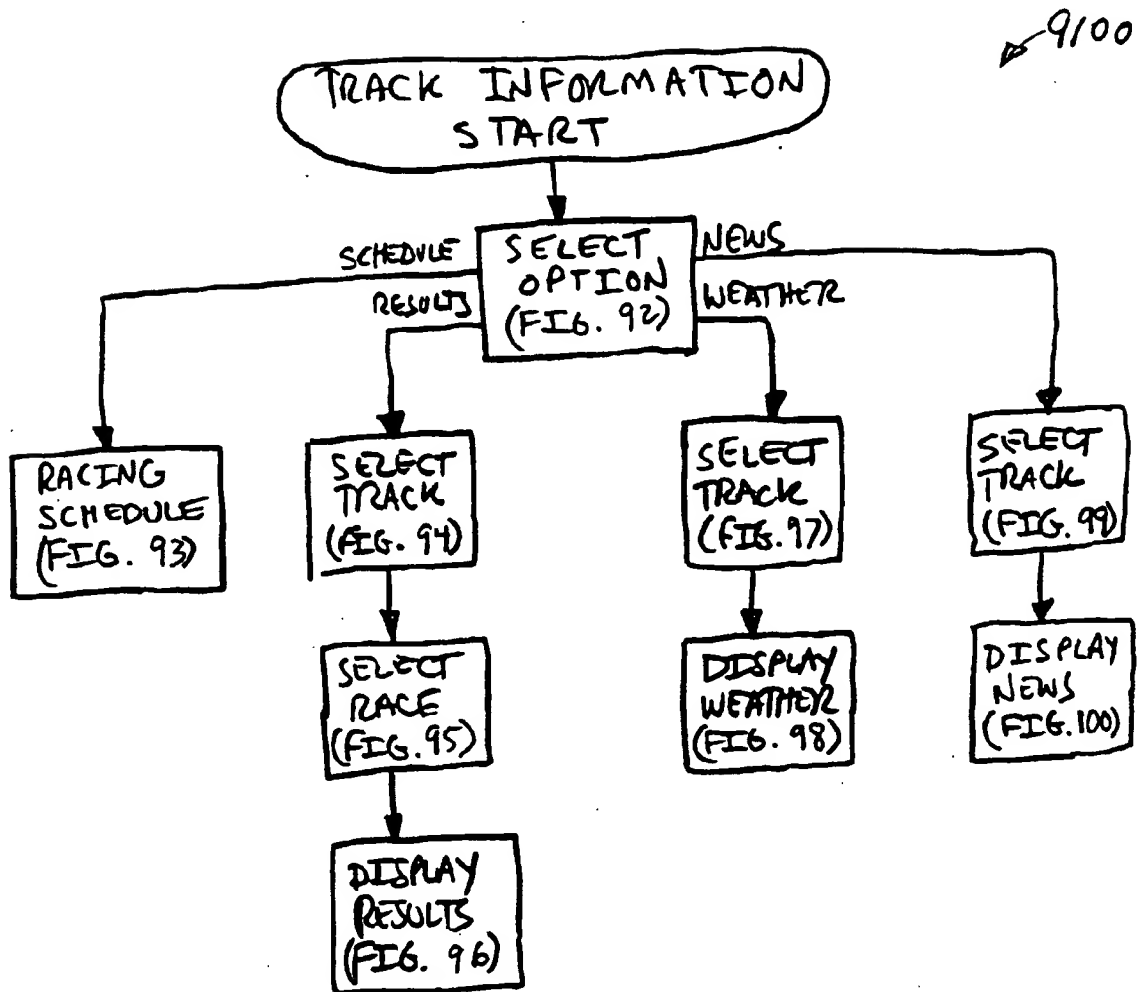 9100
TRACK INFORMATION
START
SELECT
OPTION
(FIG. 92)
SCHEDULE
RESULTS
NEWS
WEATHER
RACING
SCHEDULE
(FIG. 93)
SELECT
TRACK
(FIG. 94)
SELECT
TRACK
(FIG. 97)
SELECT
TRACK
(FIG. 99)
SELECT
RACE
(FIG. 95)
DISPLAY
WEATHER
(FIG. 98)
DISPLAY
NEWS
(FIG. 100)
DISPLAY
RESULTS
(FIG. 96)